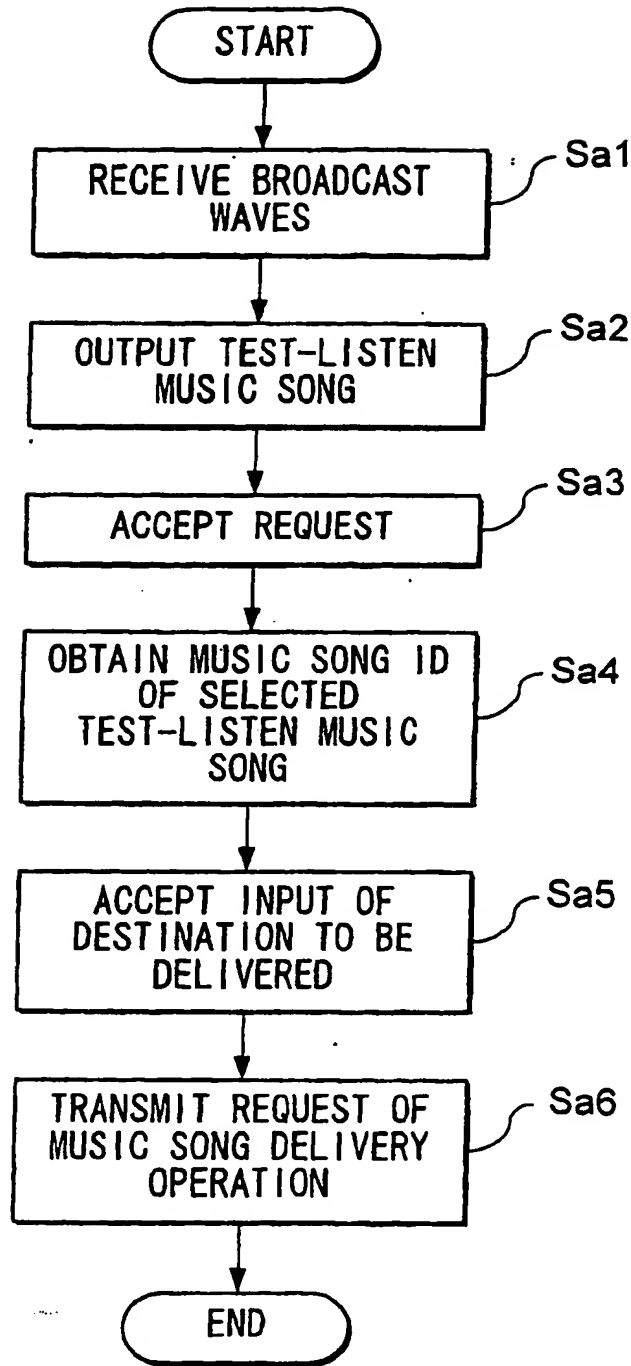 START
RECEIVE BROADCAST
WAVES
Sa1
OUTPUT TEST-LISTEN
MUSIC SONG
Sa2
ACCEPT REQUEST
Sa3
OBTAIN MUSIC SONG ID
OF SELECTED
TEST-LISTEN MUSIC
SONG
Sa4
ACCEPT INPUT OF
DESTINATION TO BE
DELIVERED
Sa5
TRANSMIT REQUEST OF
MUSIC SONG DELIVERY
OPERATION
Sa6
END